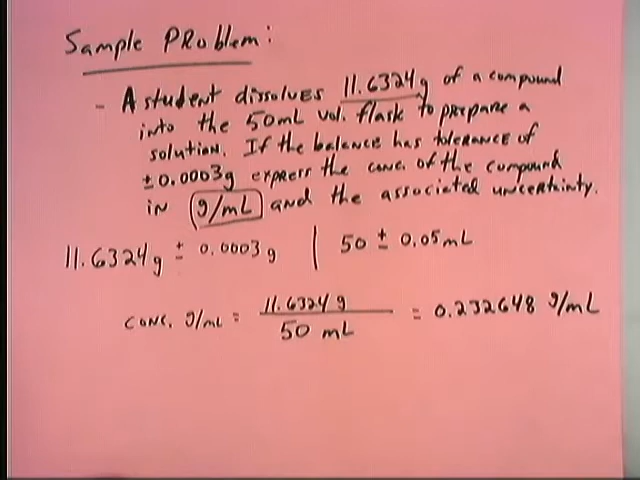 Sample Problem:
- A student dissolves 11.6324g of a compound
into the 50mL vol. flask to prepare a
solution. If the balance has tolerance of
±0.0003g express the conc. of the compound
in g/mL and the associated uncertainty.
11.6324g ± 0.0003g | 50 ± 0.05mL
conc. g/mL = 11.6324 g / 50 mL = 0.232648 g/mL